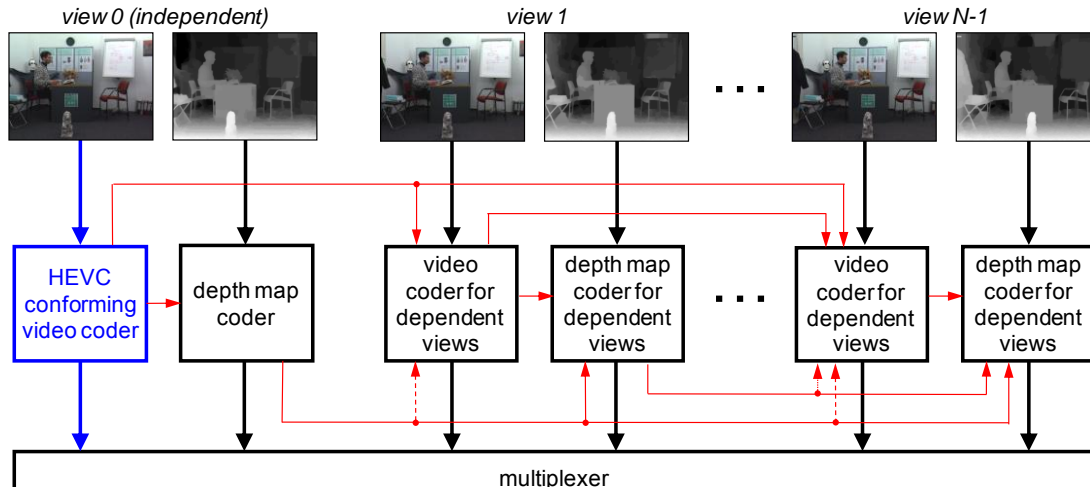 view 0 (independent)
view 1
view N-1
HEVC
conforming
video coder
depth map
coder
video
coder for
dependent
views
depth map
coder for
dependent
views
video
coder for
dependent
views
depth map
coder for
dependent
views
multiplexer